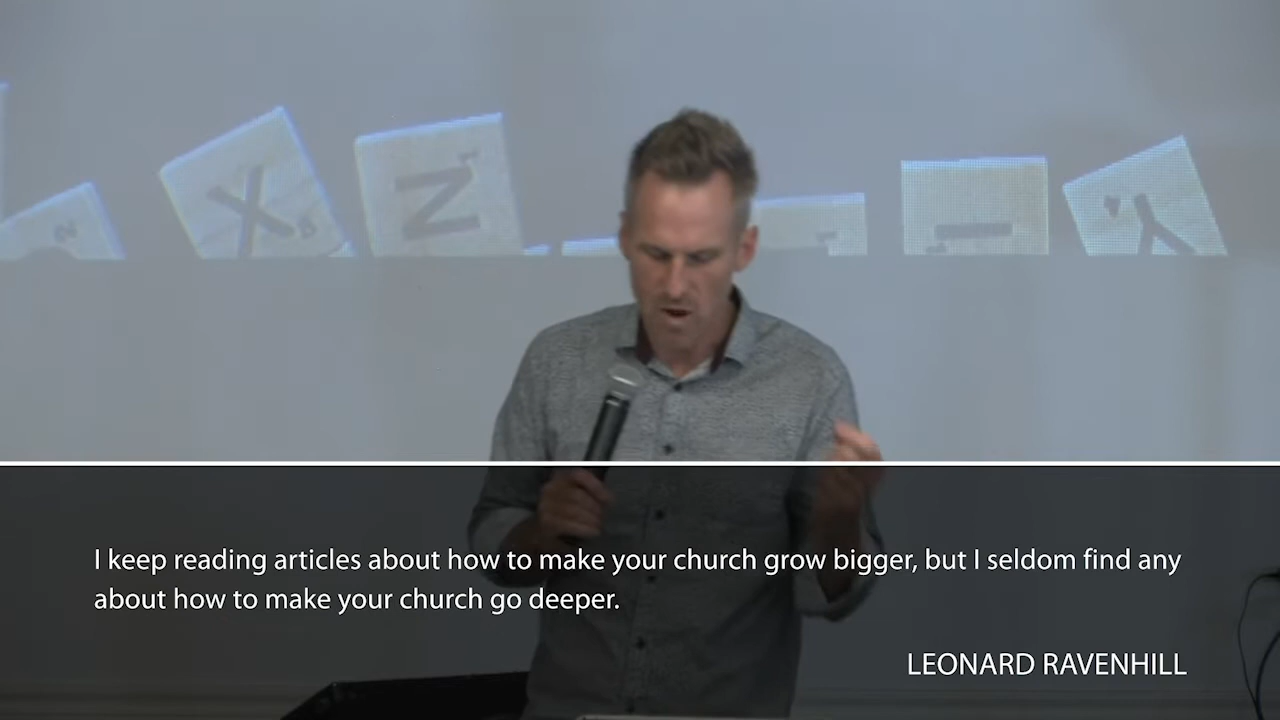 X
N
I keep reading articles about how to make your church grow bigger, but I seldom find any
about how to make your church go deeper.
LEONARD RAVENHILL